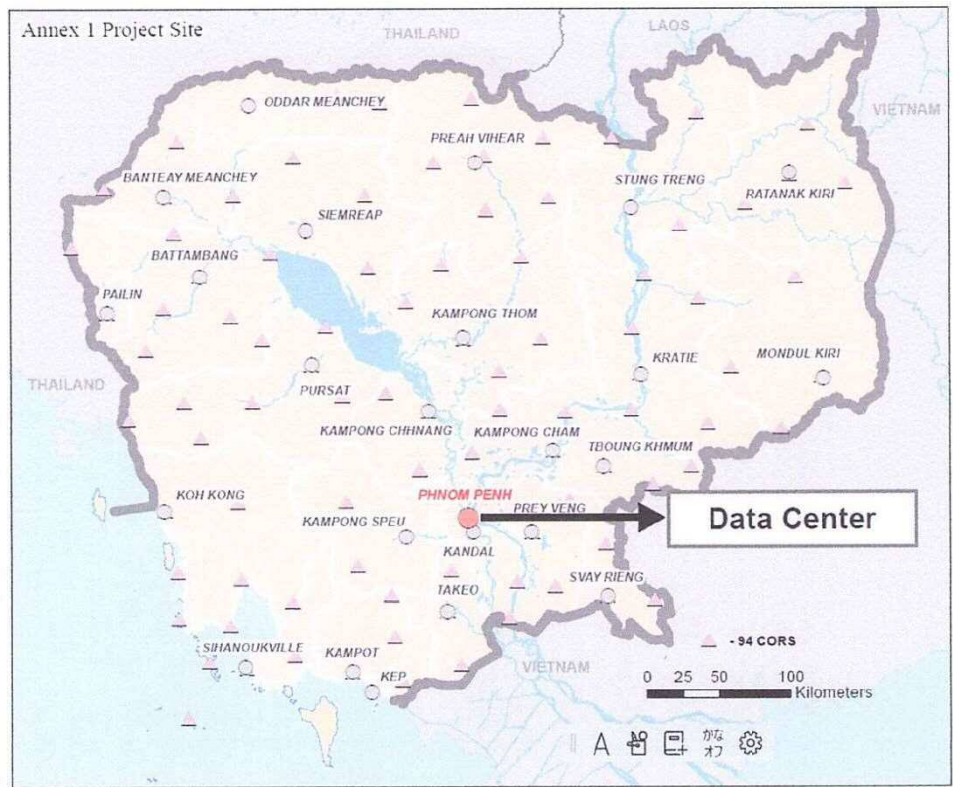 Annex 1 Project Site
THAILAND
LAOS
VIETNAM
ODDAR MEANCHEY
PREAH VIHEAR
BANTEAY MEANCHEY
STUNG TRENG
RATANAK KIRI
SIEMREAP
BATTAMBANG
PAILIN
KAMPONG THOM
KRATIE
MONDUL KIRI
THAILAND
PURSAT
KAMPONG CHHNANG
KAMPONG CHAM
TBOUNG KHMUM
KOH KONG
PHNOM PENH
PREY VENG
Data Center
KAMPONG SPEU
KANDAL
SVAY RIENG
TAKEO
SIHANOUKVILLE
KAMPOT
KEP
VIETNAM
- 94 CORS
0 25 50 100
Kilometers
A
かな
オフ